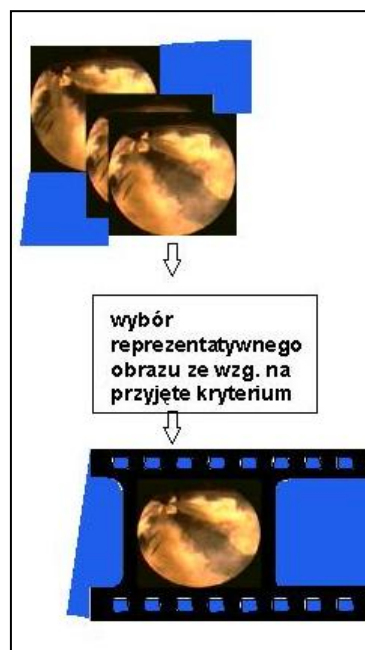 wybór
reprezentatywnego
obrazu ze wzg. na
przyjęte kryterium